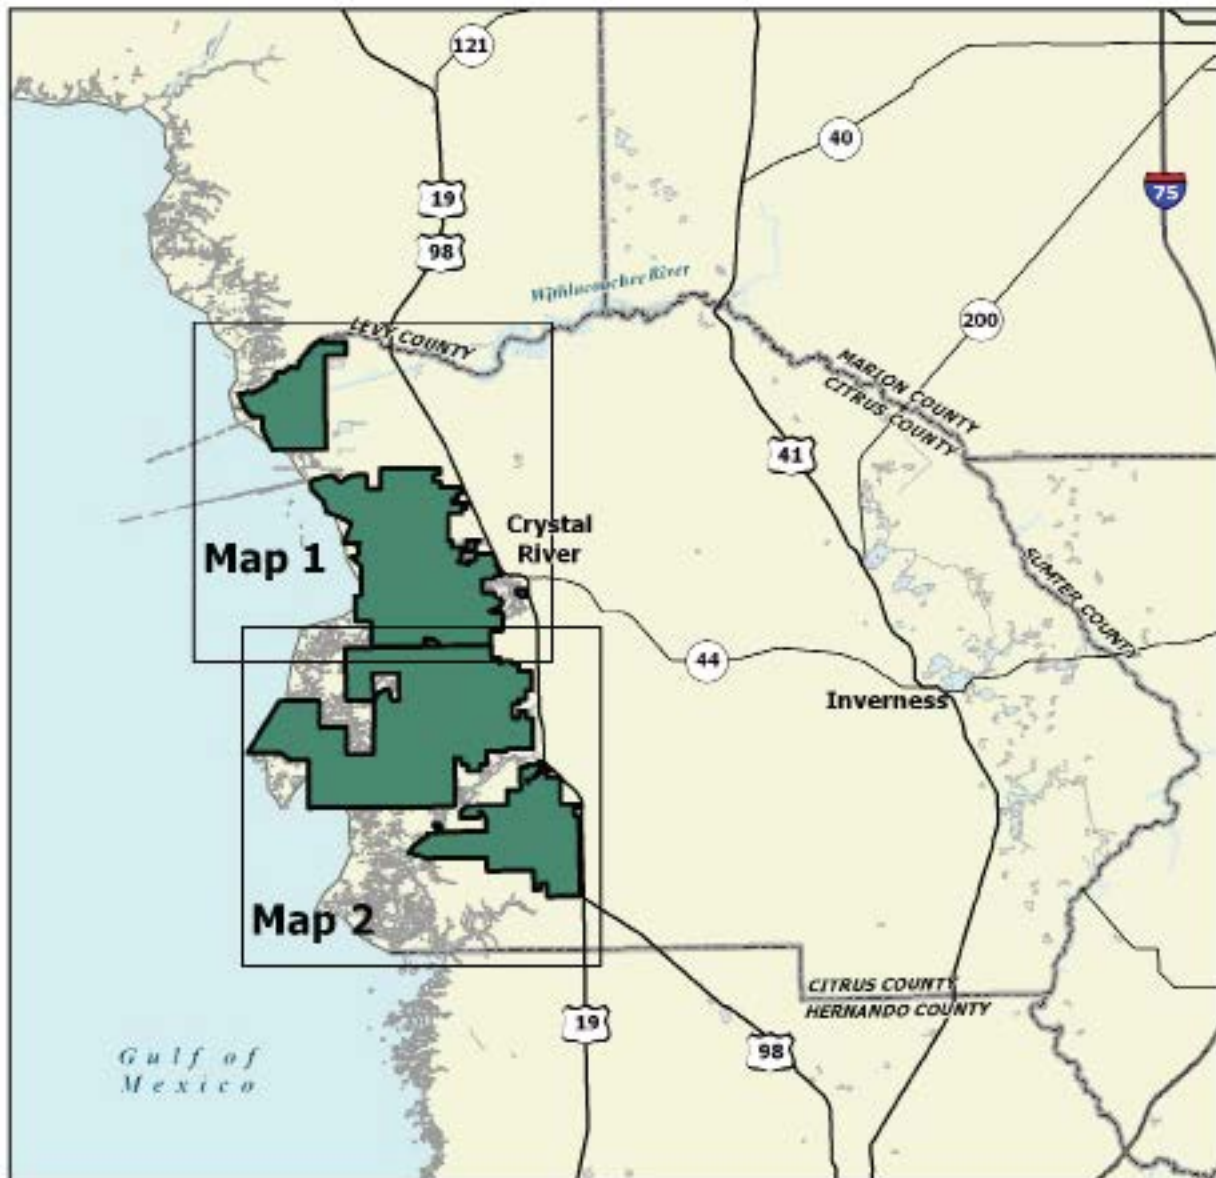 121
40
19
75
98
Withlacoochee River
200
LEVY COUNTY
MARION COUNTY
CITRUS COUNTY
41
Crystal
River
Map 1
SUMTER COUNTY
44
Inverness
Map 2
CITRUS COUNTY
HERNANDO COUNTY
19
98
Gulf of
Mexico